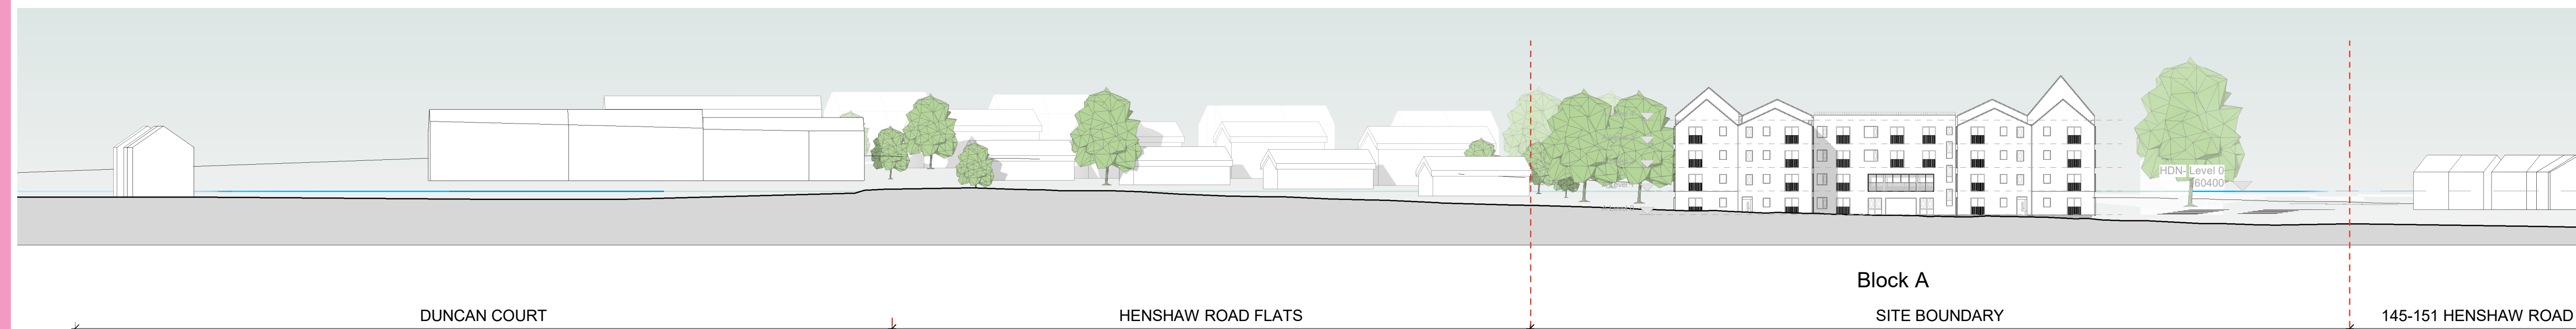 HDN- Level 0
60400
Block A
DUNCAN COURT
HENSHAW ROAD FLATS
SITE BOUNDARY
145-151 HENSHAW ROAD